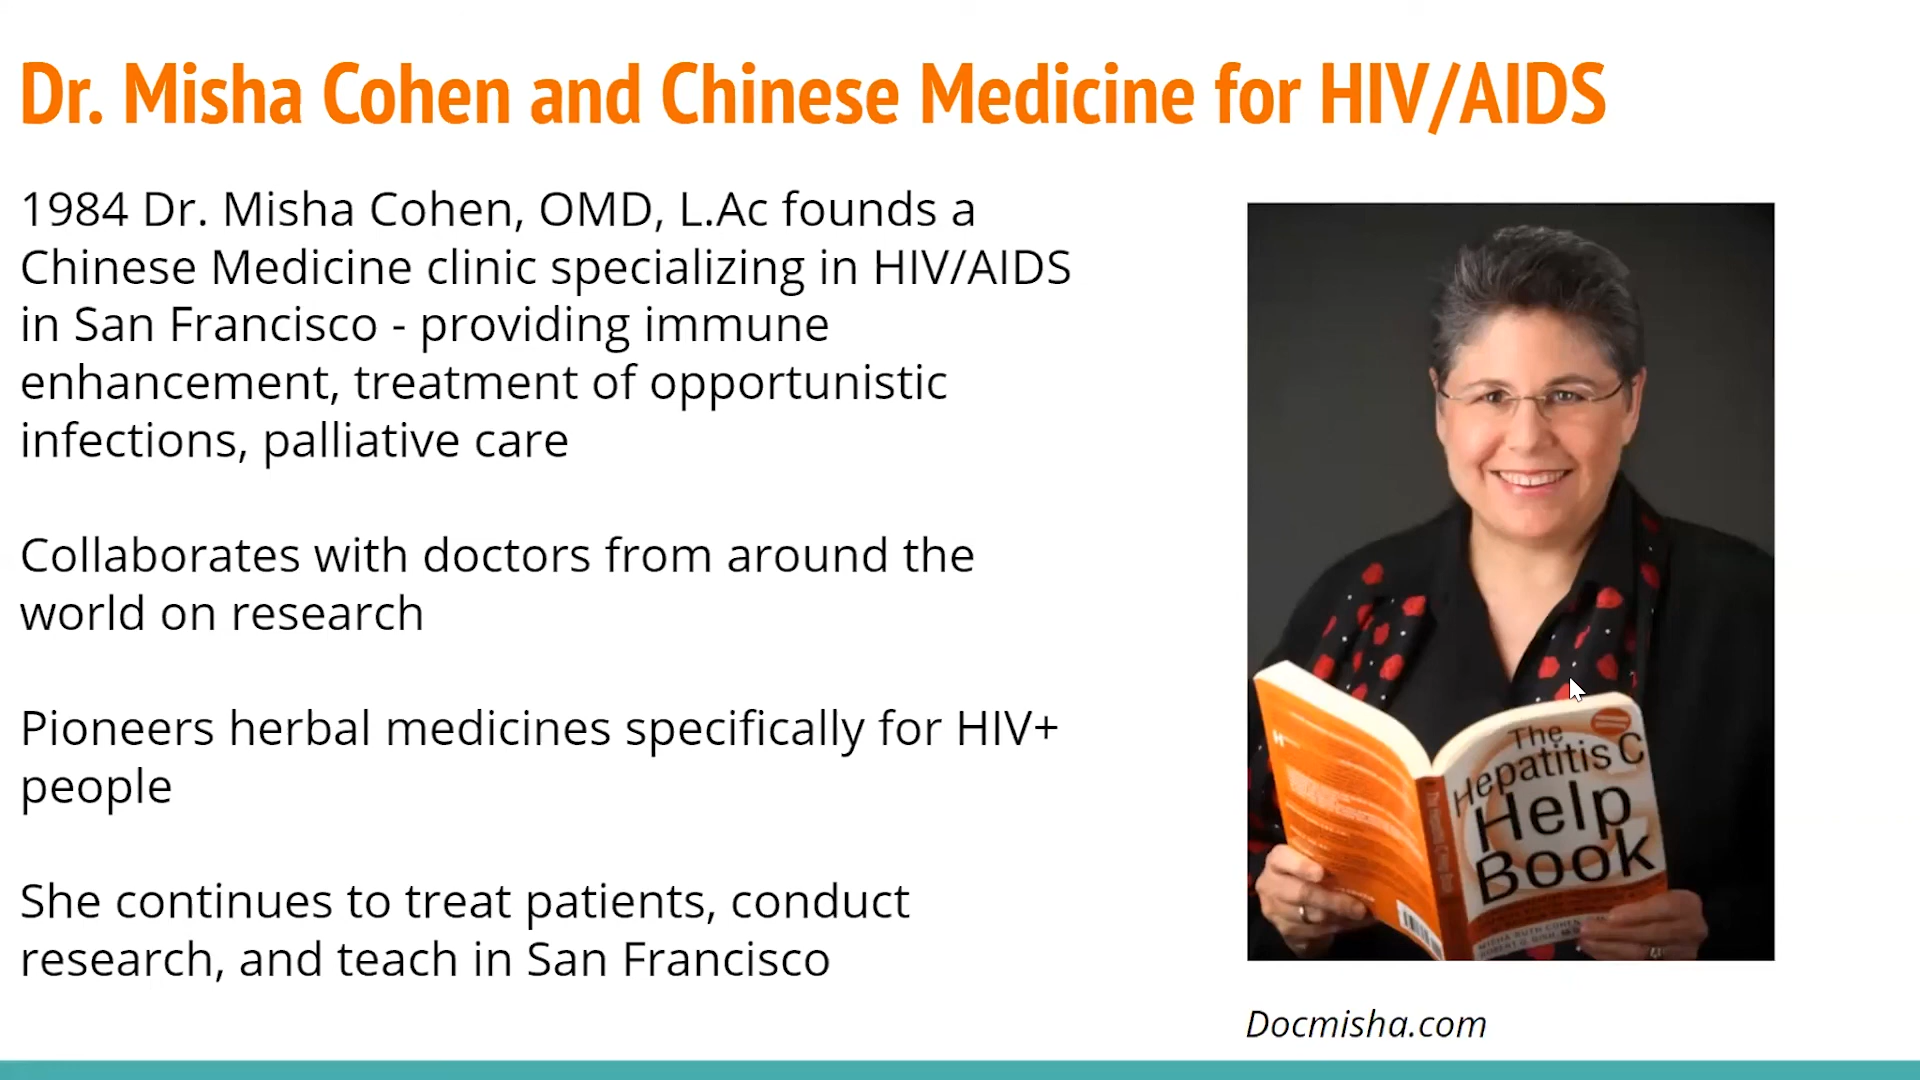 Dr. Misha Cohen and Chinese Medicine for HIV/AIDS
1984 Dr. Misha Cohen, OMD, L.Ac founds a
Chinese Medicine clinic specializing in HIV/AIDS
in San Francisco - providing immune
enhancement, treatment of opportunistic
infections, palliative care
Collaborates with doctors from around the
world on research
Pioneers herbal medicines specifically for HIV+
people
She continues to treat patients, conduct
research, and teach in San Francisco
The
Hepatitis C
Help
Book
Docmisha.com